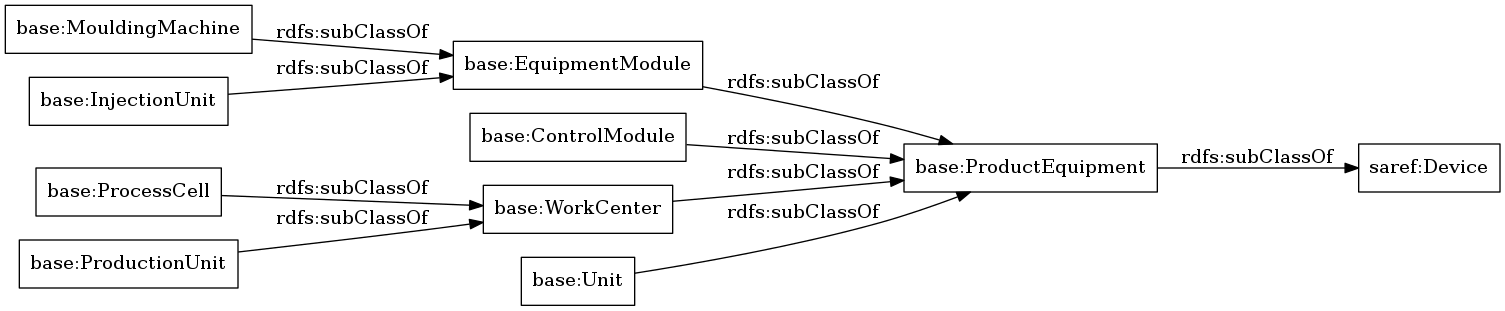 base:MouldingMachine
rdfs:subClassOf
base:EquipmentModule
rdfs:subClassOf
base:InjectionUnit
rdfs:subClassOf
base:ControlModule
rdfs:subClassOf
base:ProductEquipment
rdfs:subClassOf
saref:Device
base:ProcessCell
rdfs:subClassOf
base:WorkCenter
rdfs:subClassOf
base:ProductionUnit
rdfs:subClassOf
base:Unit
rdfs:subClassOf